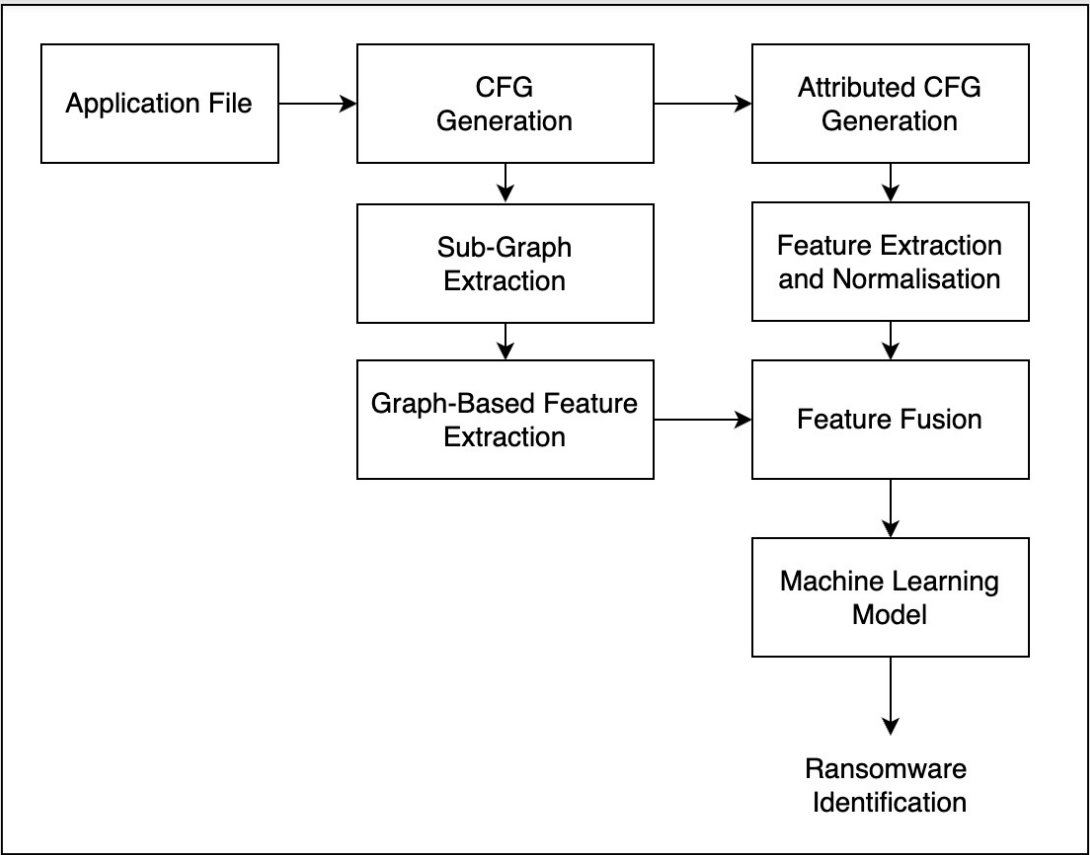 Application File
CFG
Generation
Attributed CFG
Generation
Sub-Graph
Extraction
Feature Extraction
and Normalisation
Graph-Based Feature
Extraction
Feature Fusion
Machine Learning
Model
Ransomware
Identification